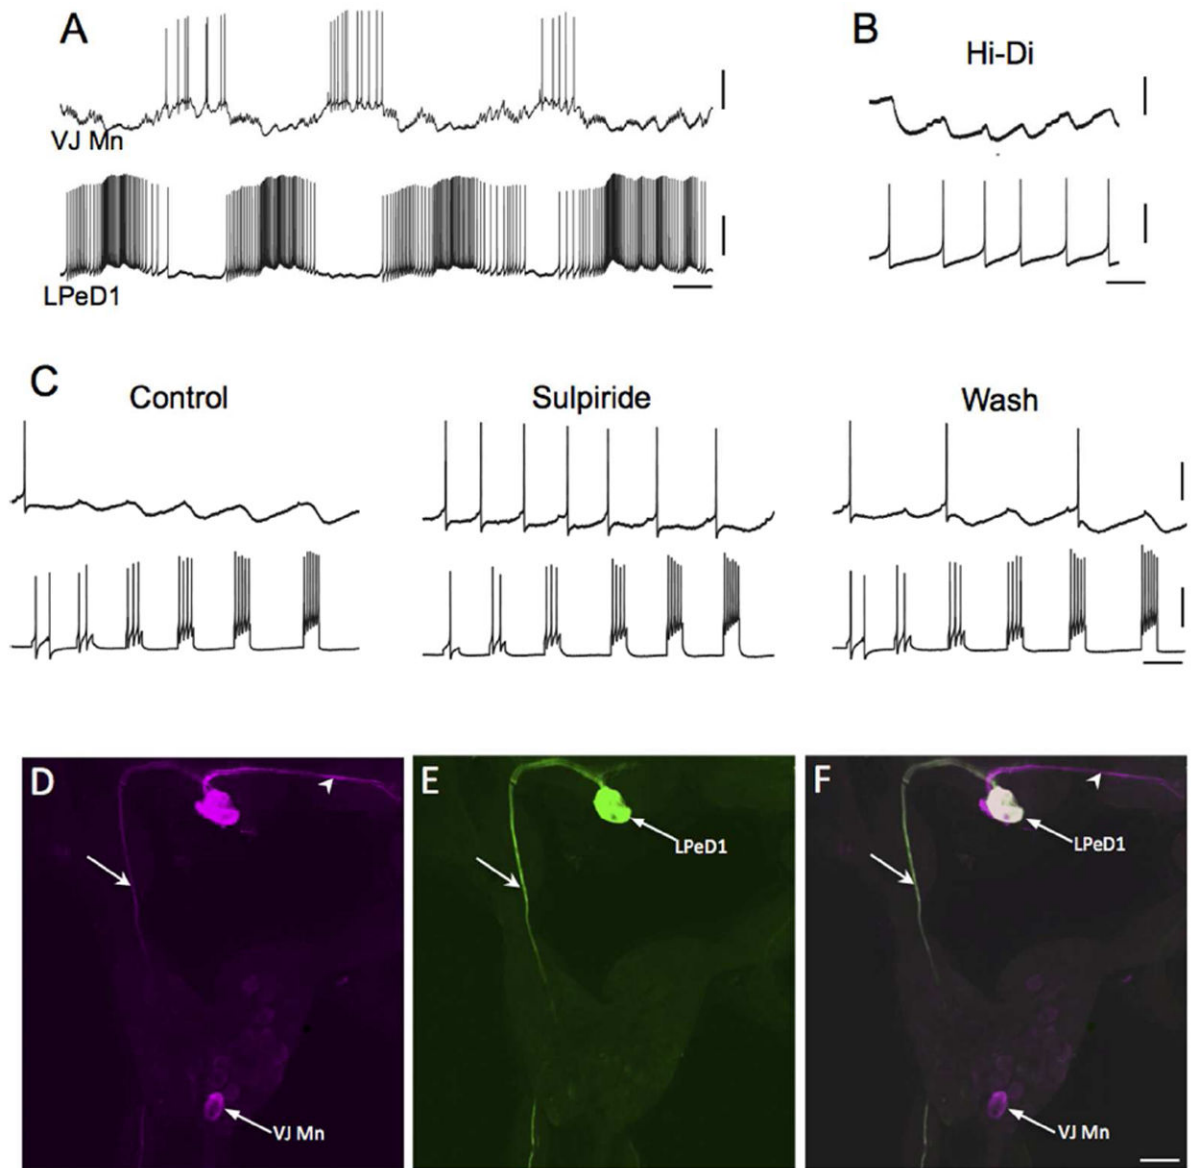 A
B
Hi-Di
VJ Mn
LPeD1
C
Control
Sulpiride
Wash
D
E
F
LPeD1
LPeD1
VJ Mn
VJ Mn